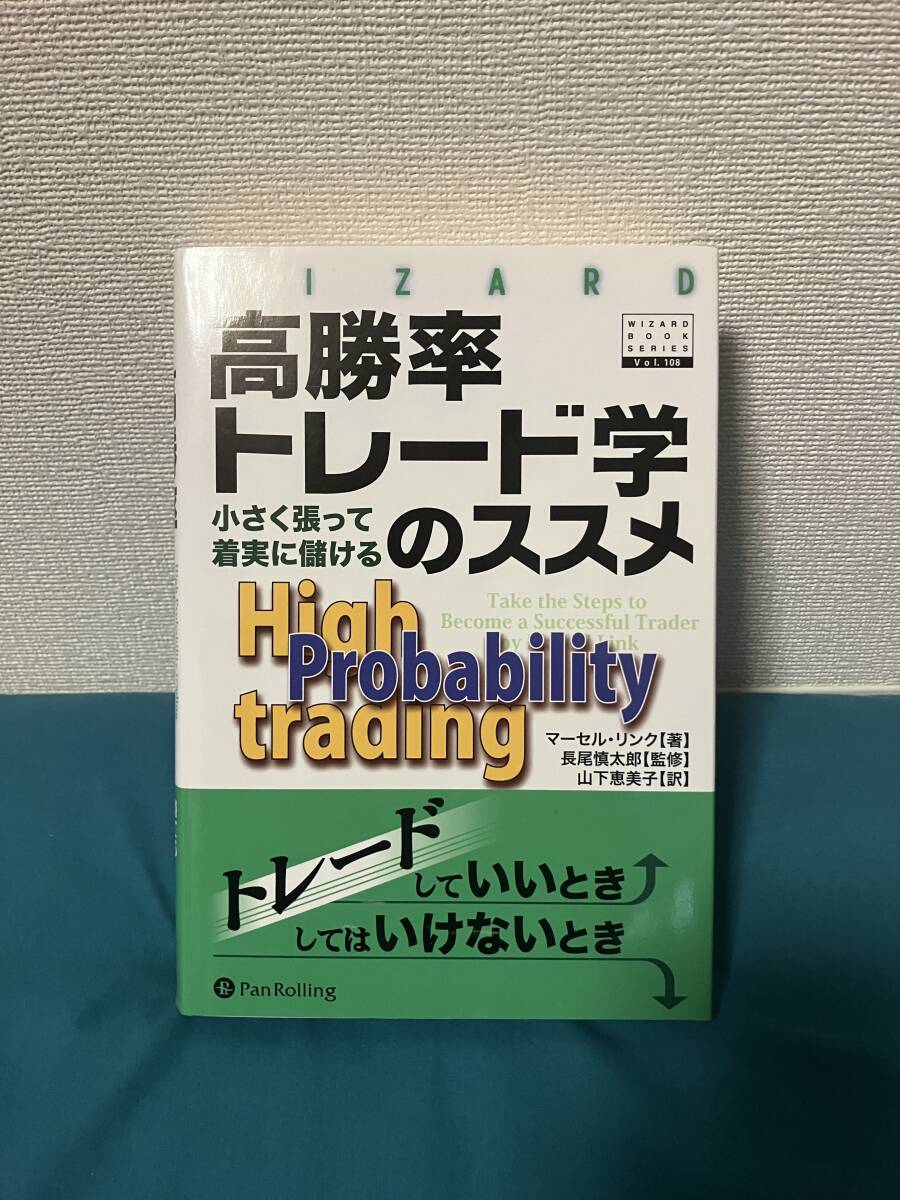 IZARD
WIZARD
BOOK
SERIES
Vol. 108
高勝率
トレード学
のススメ
小さく張って
着実に儲ける
High
Probability
trading
Take the Steps to
Become a Successful Trader
by Link
マーセル・リンク【著】
長尾慎太郎【監修】
山下恵美子【訳】
トレードしていいとき
してはいけないとき
PanRolling